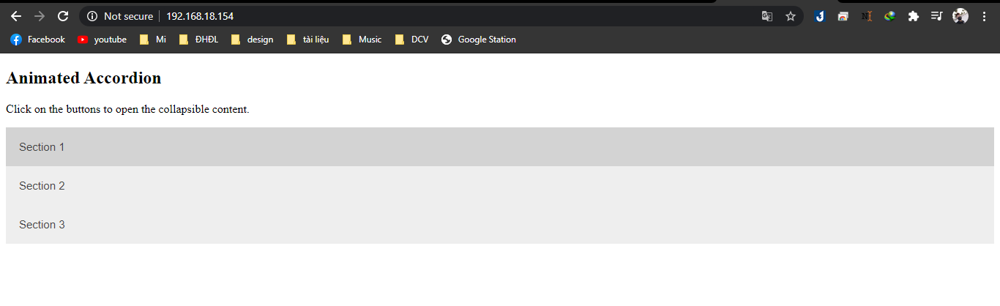 Not secure 192.168.18.154
Facebook youtube Mi ĐHĐL design tài liệu Music DCV Google Station
Animated Accordion
Click on the buttons to open the collapsible content.
Section 1
Section 2
Section 3